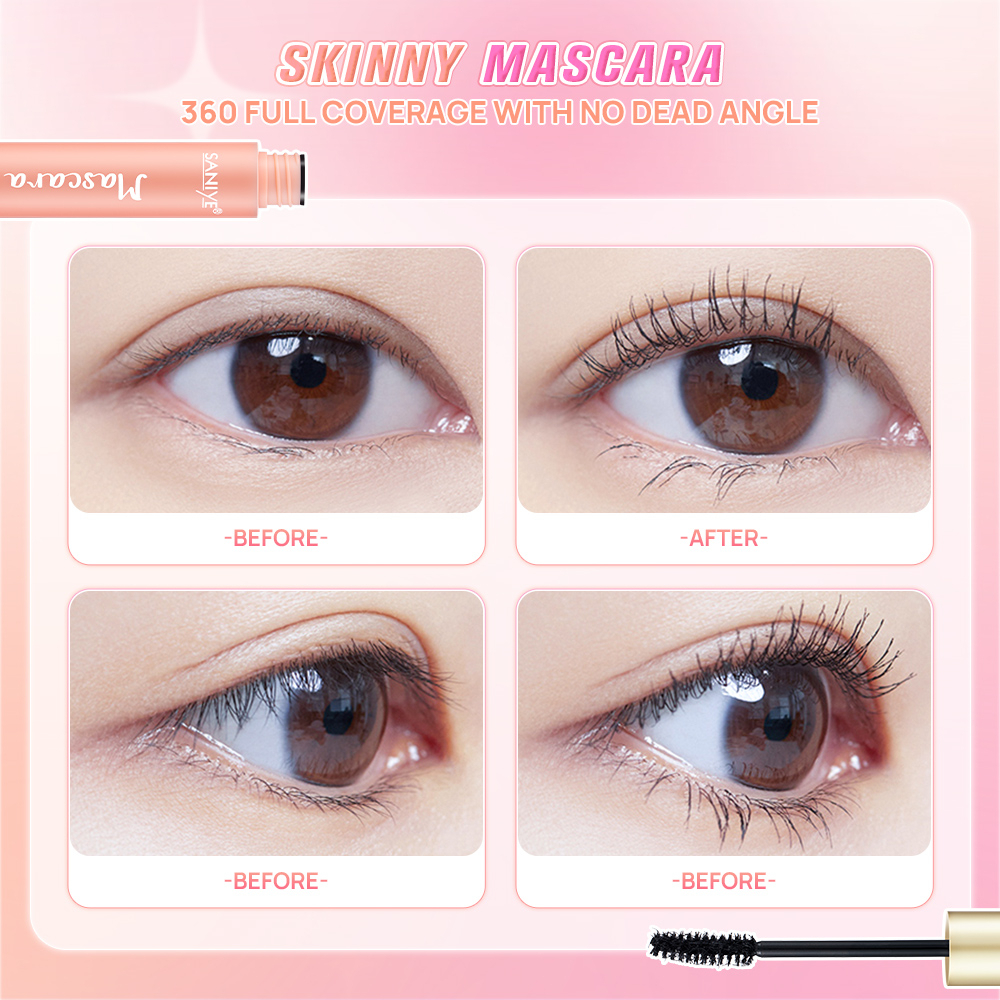 SKINNY MASCARA
360 FULL COVERAGE WITH NO DEAD ANGLE
SANIYE®
Mascara
-BEFORE-
-AFTER-
-BEFORE-
-BEFORE-